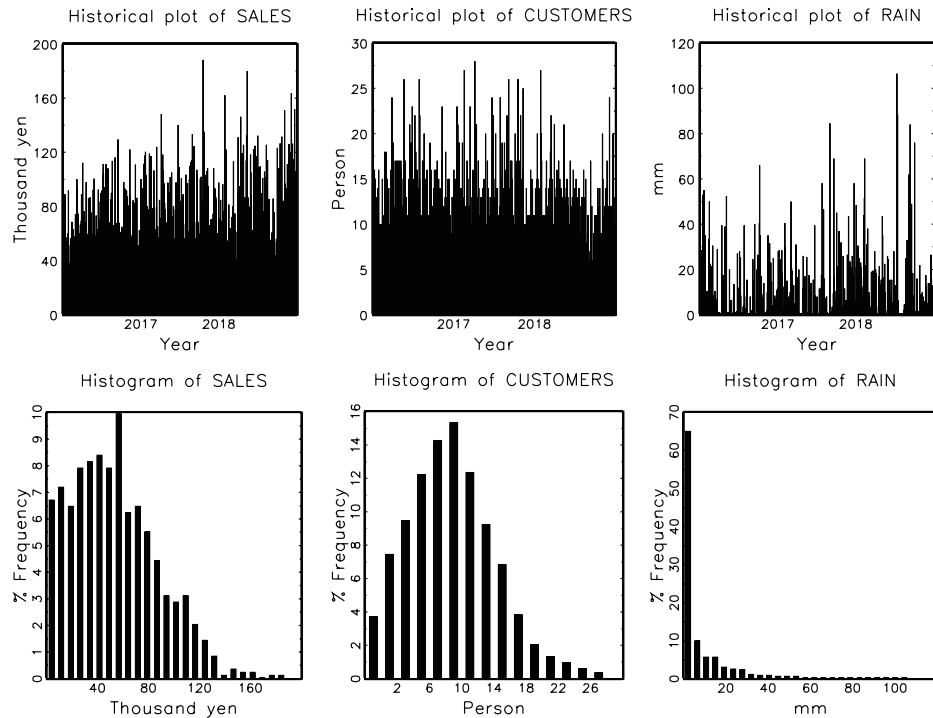 Historical plot of SALES
200
160
120
80
40
0
Thousand yen
2017 2018
Year
Historical plot of CUSTOMERS
30
25
20
15
10
5
0
Person
2017 2018
Year
Historical plot of RAIN
120
100
80
60
40
20
0
mm
2017 2018
Year
Histogram of SALES
10
9
8
7
6
5
4
3
2
1
0
% Frequency
40 80 120 160
Thousand yen
Histogram of CUSTOMERS
16
14
12
10
8
6
4
2
0
% Frequency
2 6 10 14 18 22 26
Person
Histogram of RAIN
70
60
50
40
30
20
10
0
% Frequency
20 40 60 80 100
mm